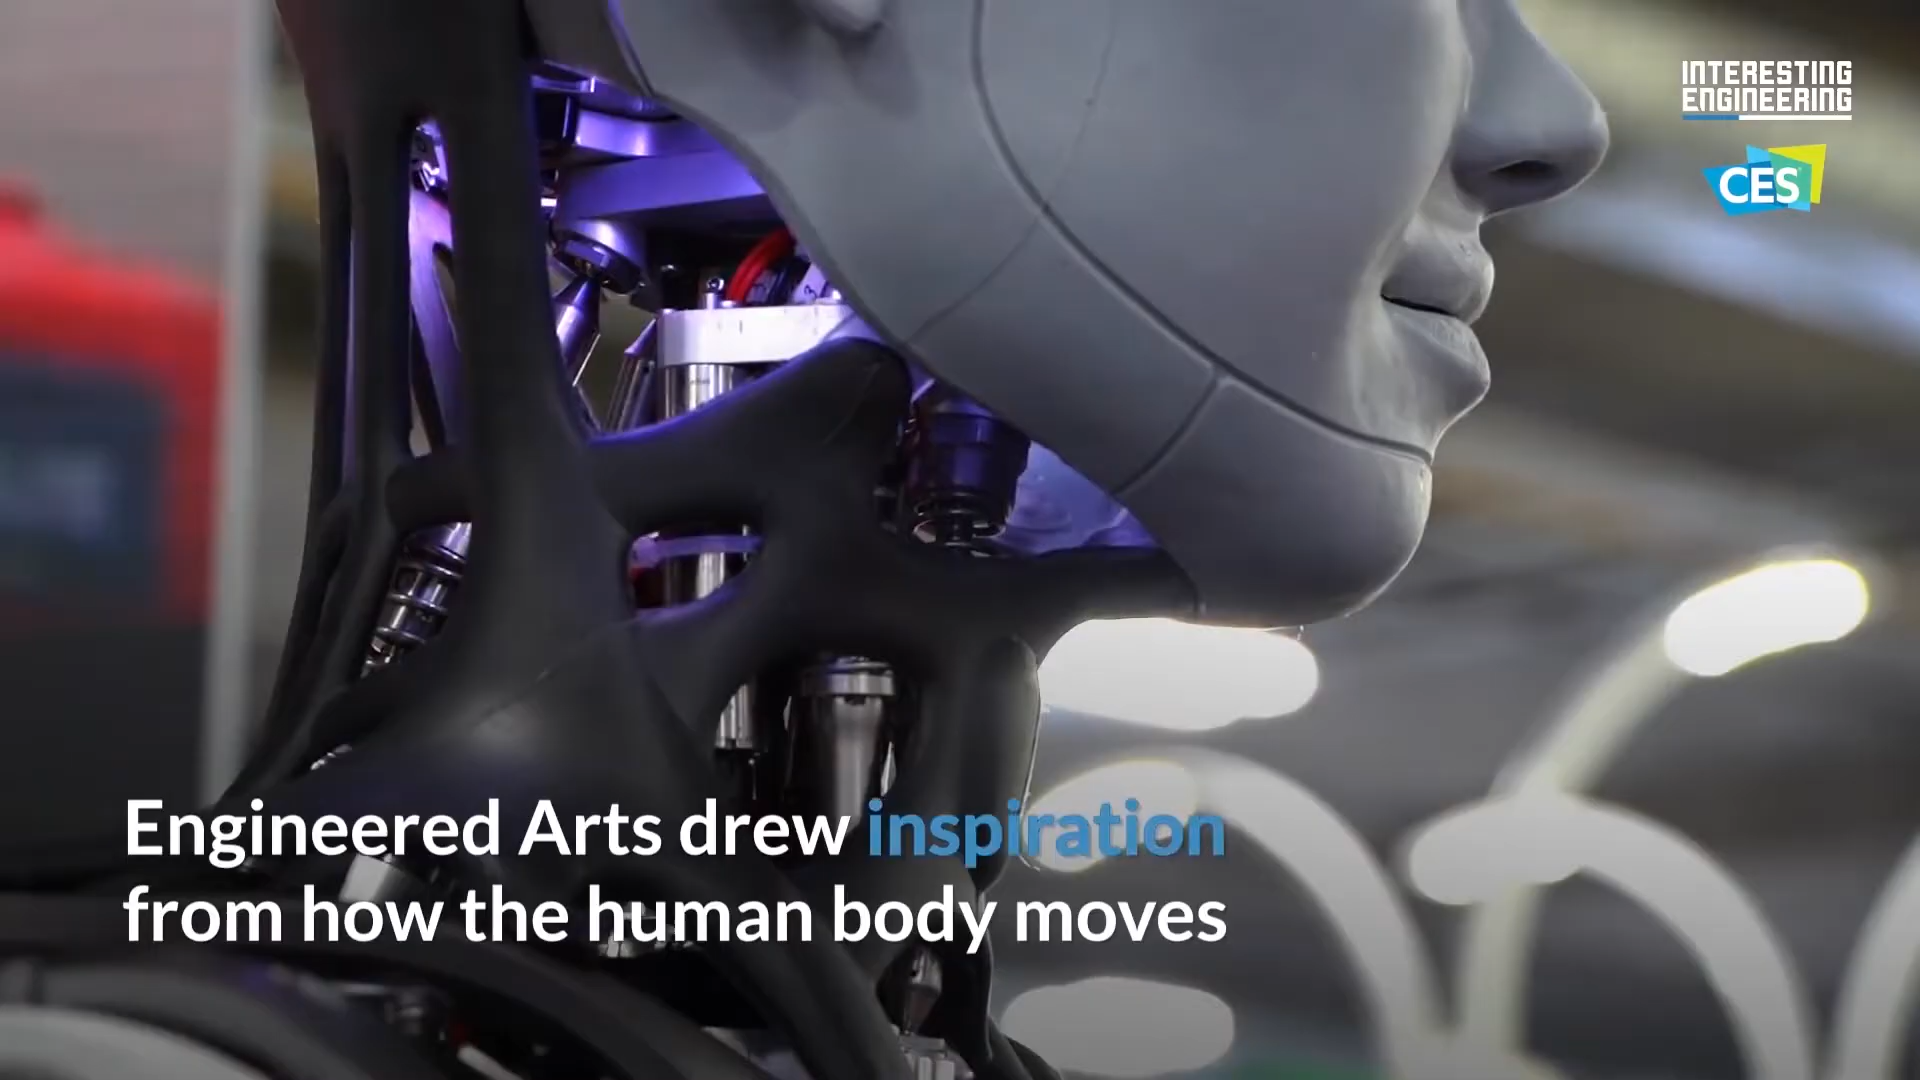 INTERESTING
ENGINEERING
CES
Engineered Arts drew inspiration
from how the human body moves